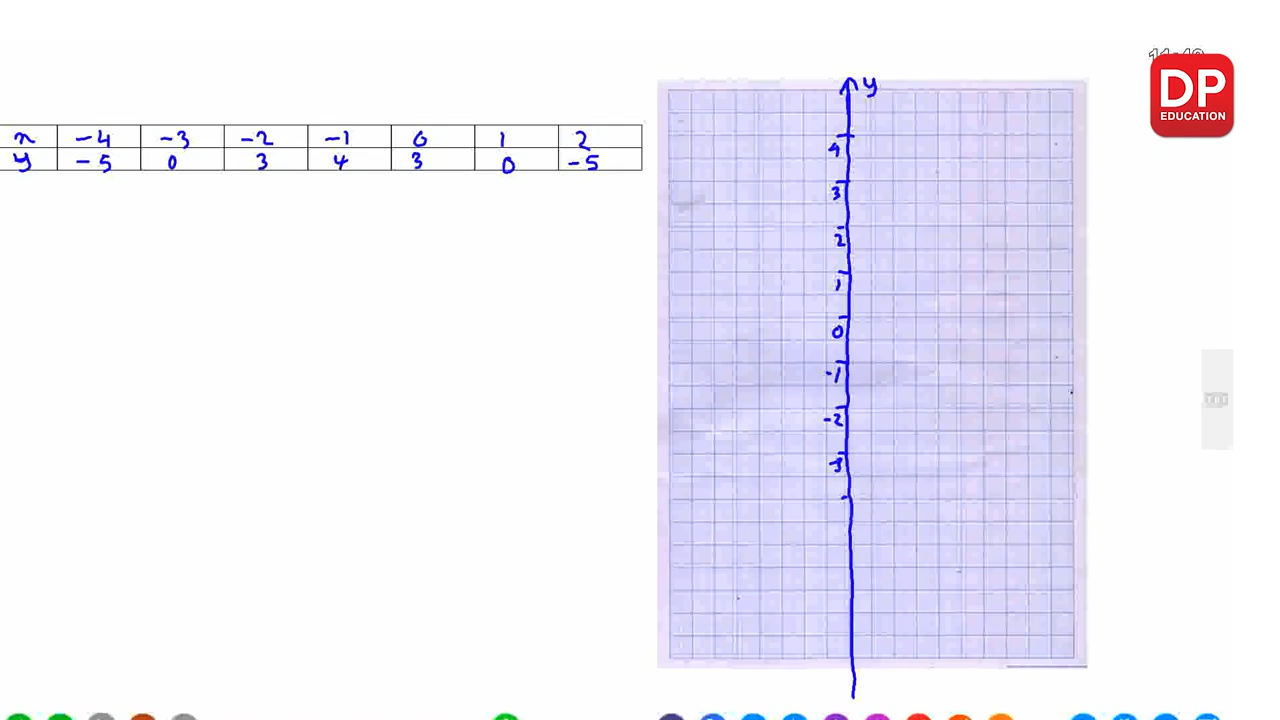 DP
EDUCATION
x -4 -3 -2 -1 0 1 2
y -5 0 3 4 3 0 -5
y
4
3
2
1
0
-1
-2
-3